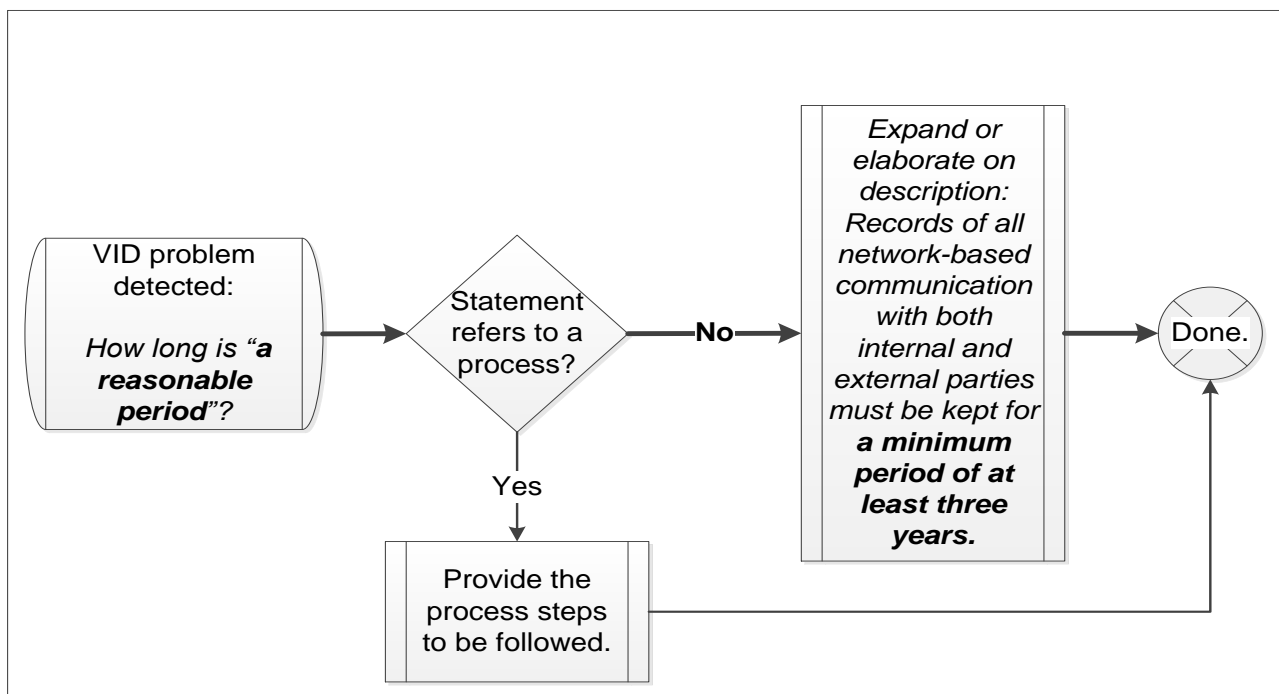 VID problem
detected:
How long is “a
reasonable
period”?
Statement
refers to a
process?
No
Expand or
elaborate on
description:
Records of all
network-based
communication
with both
internal and
external parties
must be kept for
a minimum
period of at
least three
years.
Done.
Yes
Provide the
process steps
to be followed.